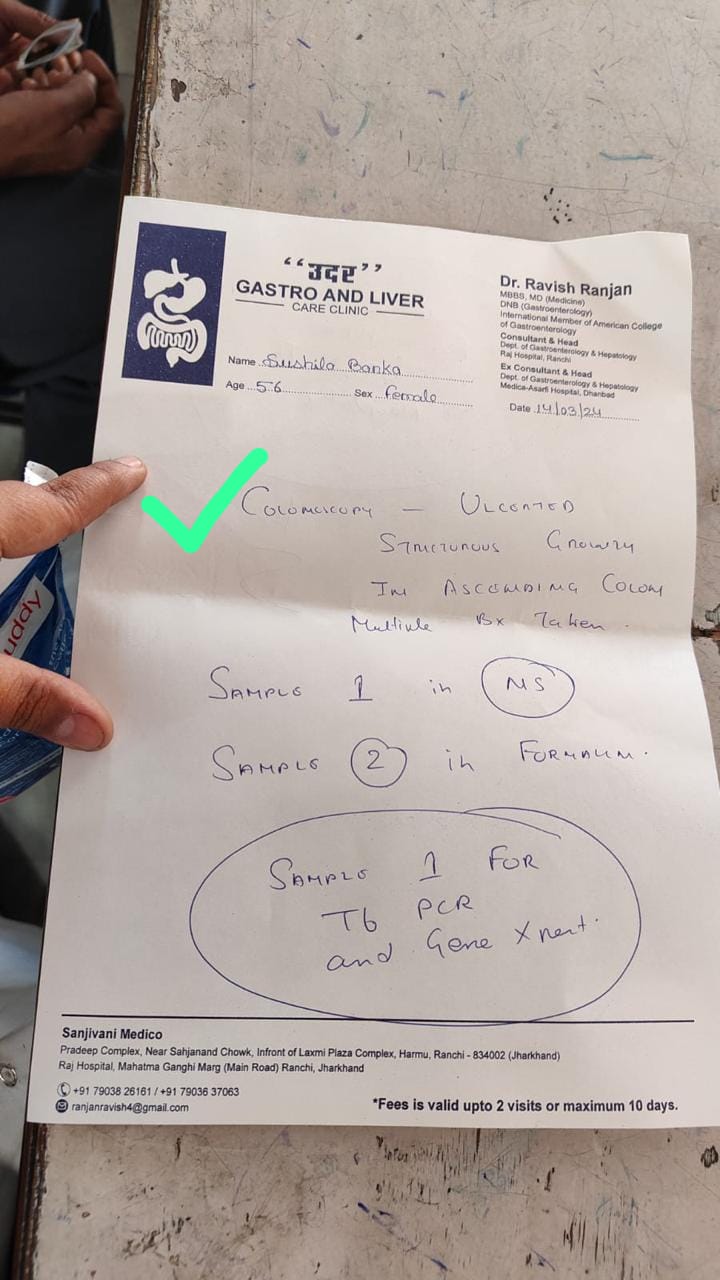 “उदर”
GASTRO AND LIVER
CARE CLINIC
Dr. Ravish Ranjan
MBBS, MD (Medicine)
DNB (Gastroenterology)
International Member of American College
of Gastroenterology
Consultant & Head
Dept. of Gastroenterology & Hepatology
Raj Hospital, Ranchi
Ex Consultant & Head
Dept. of Gastroenterology & Hepatology
Medica-Asarfi Hospital, Dhanbad
Name Sushila Banka
Age 56 Sex Female
Date 14/03/24
COLONOSCOPY — ULCERATED
STRICTUROUS GROWTH
IN ASCENDING COLON
Multiple Bx Taken.
SAMPLE 1 in NS
SAMPLE 2 in FORMALIN.
SAMPLE 1 FOR
Tb PCR
and Gene Xpert.
Sanjivani Medico
Pradeep Complex, Near Sahjanand Chowk, Infront of Laxmi Plaza Complex, Harmu, Ranchi - 834002 (Jharkhand)
Raj Hospital, Mahatma Ganghi Marg (Main Road) Ranchi, Jharkhand
+91 79038 26161 / +91 79036 37063
ranjanravish4@gmail.com
*Fees is valid upto 2 visits or maximum 10 days.
uddy